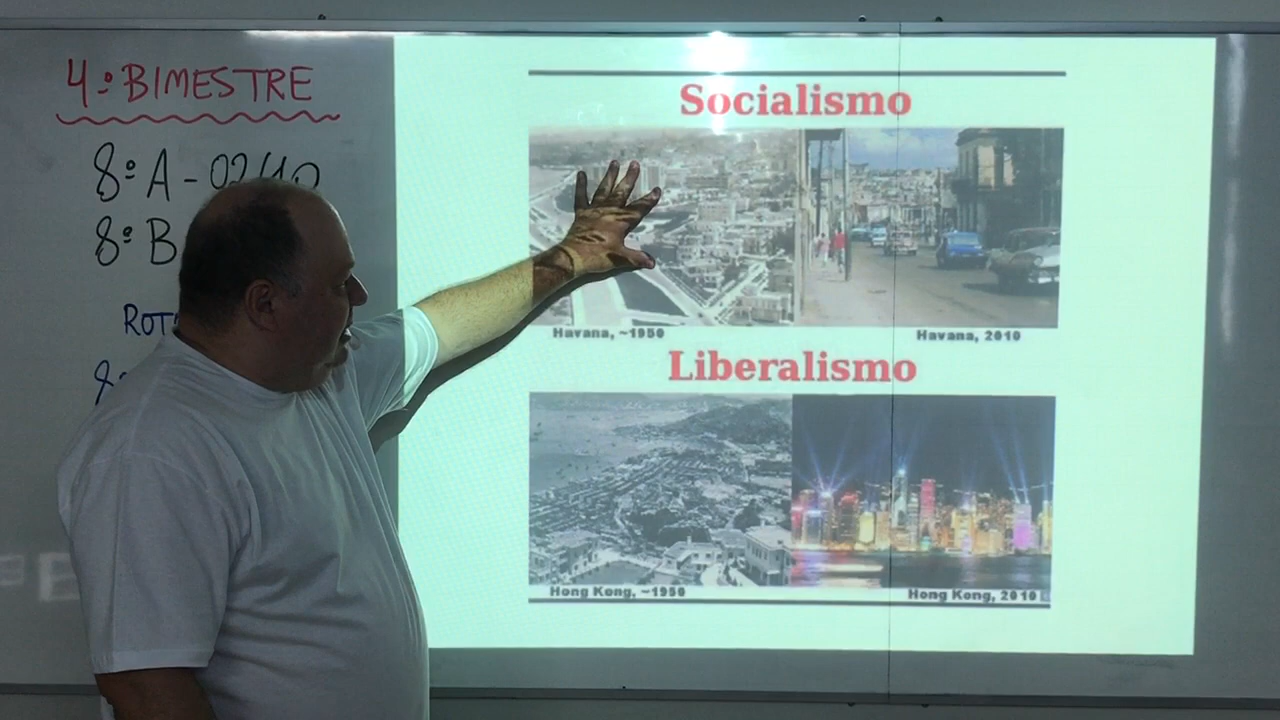 4º BIMESTRE
8º A - 02/10
8º B
Socialismo
Havana, ~1950
Havana, 2010
Liberalismo
Hong Kong, ~1950
Hong Kong, 2010